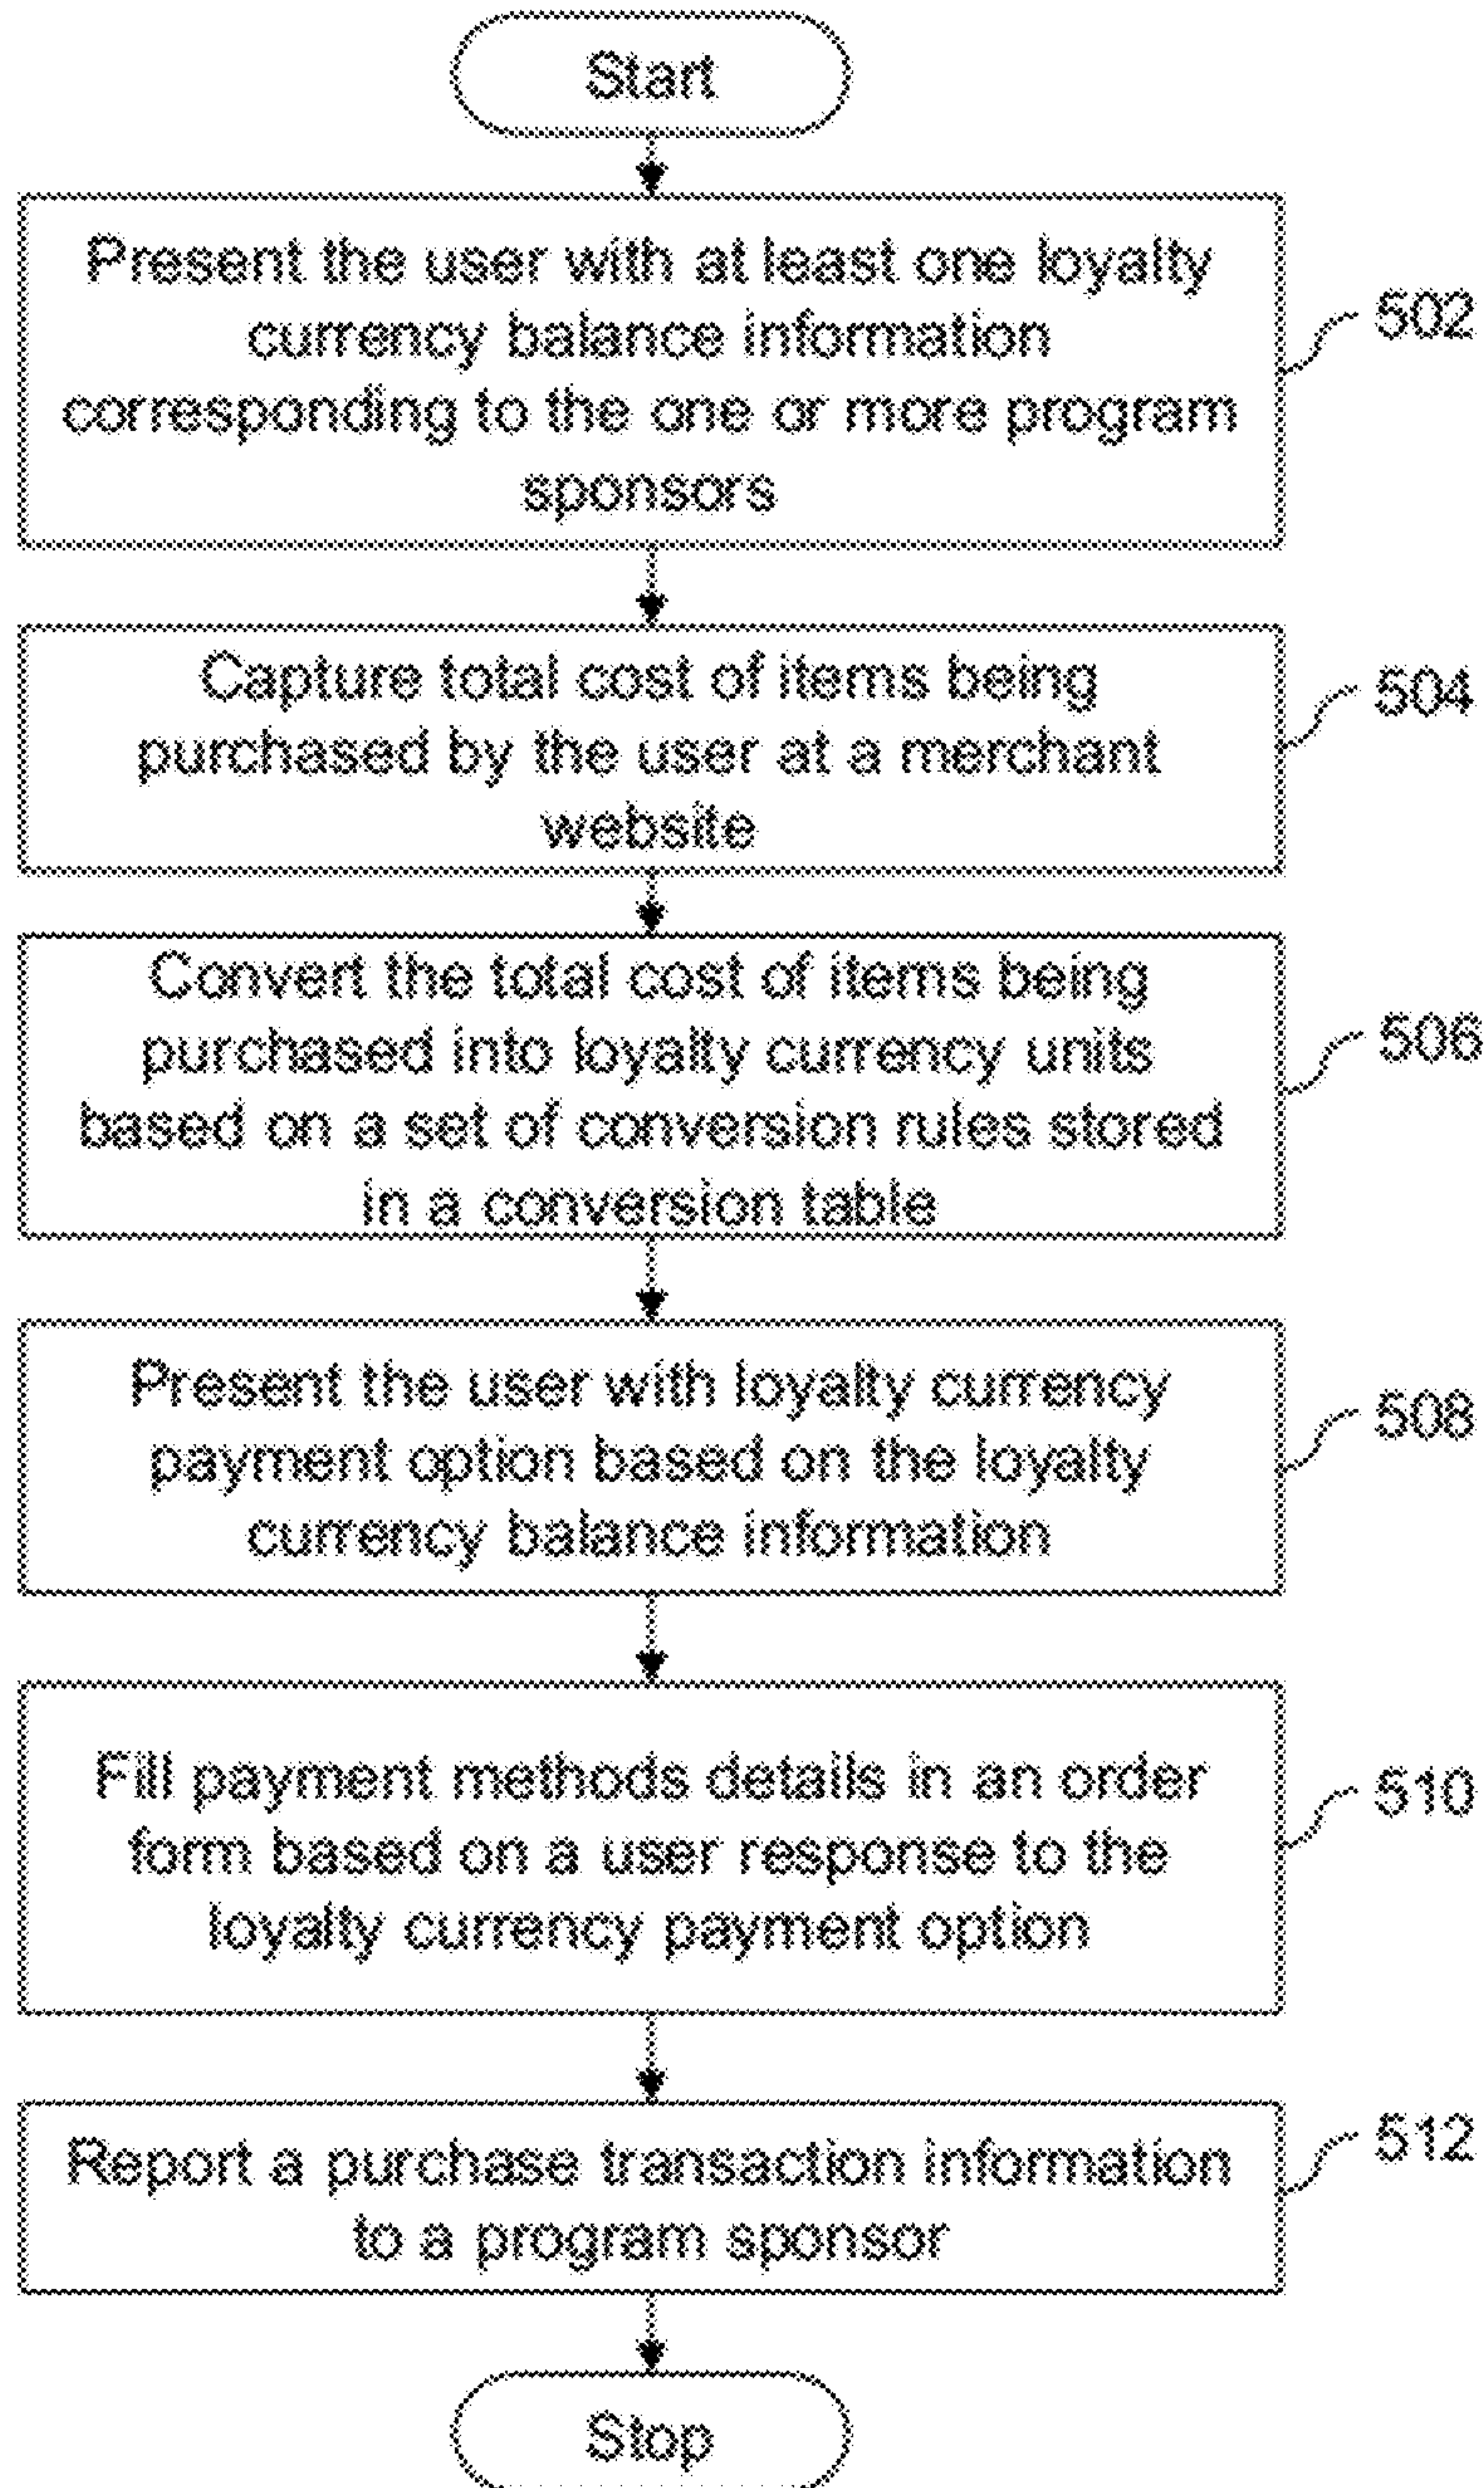 Start
Present the user with at least one loyalty
currency balance information
corresponding to the one or more program
sponsors
502
Capture total cost of items being
purchased by the user at a merchant
website
504
Convert the total cost of items being
purchased into loyalty currency units
based on a set of conversion rules stored
in a conversion table
506
Present the user with loyalty currency
payment option based on the loyalty
currency balance information
508
Fill payment methods details in an order
form based on a user response to the
loyalty currency payment option
510
Report a purchase transaction information
to a program sponsor
512
Stop